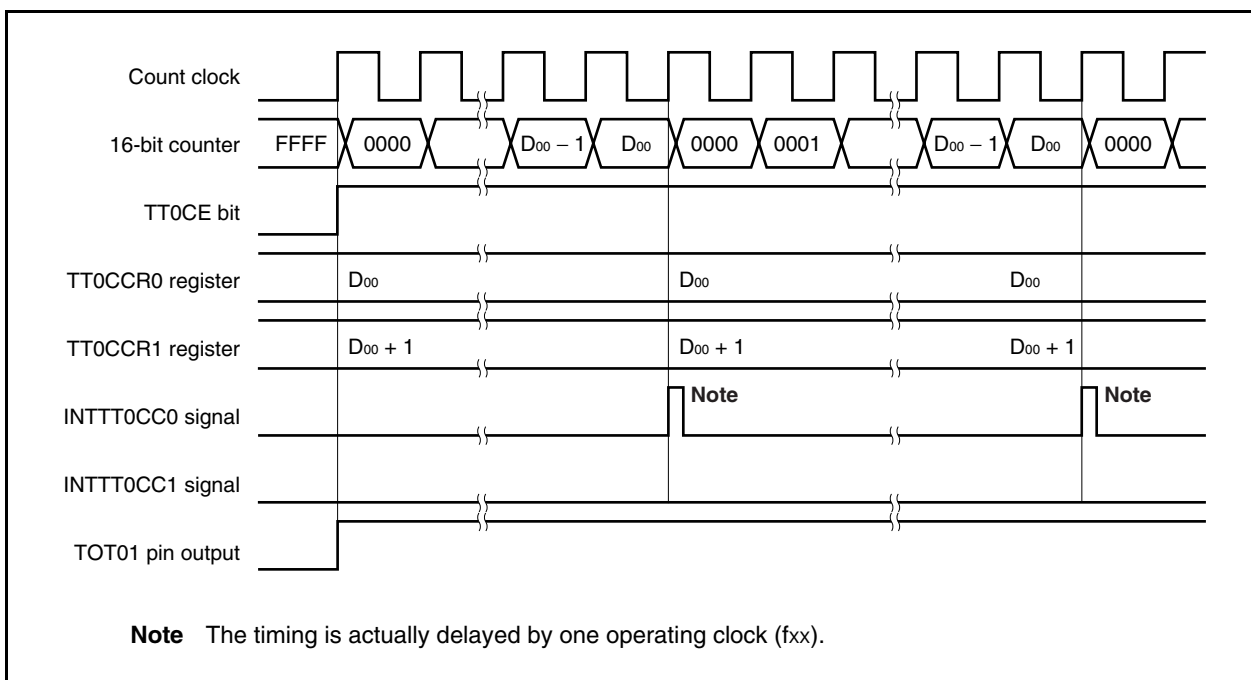 Count clock
16-bit counter FFFF 0000 D00 − 1 D00 0000 0001 D00 − 1 D00 0000
TT0CE bit
TT0CCR0 register D00 D00 D00
TT0CCR1 register D00 + 1 D00 + 1 D00 + 1
INTTT0CC0 signal Note Note
INTTT0CC1 signal
TOT01 pin output
Note The timing is actually delayed by one operating clock (fxx).